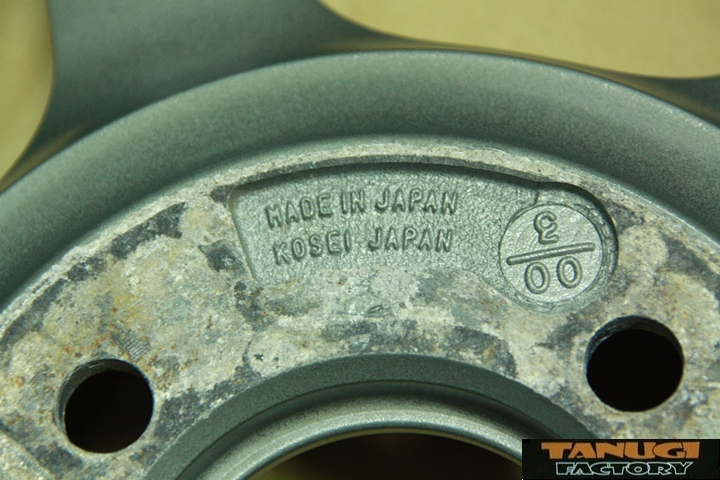 MADE IN JAPAN
KOSEI JAPAN
00
TANUGI
FACTORY